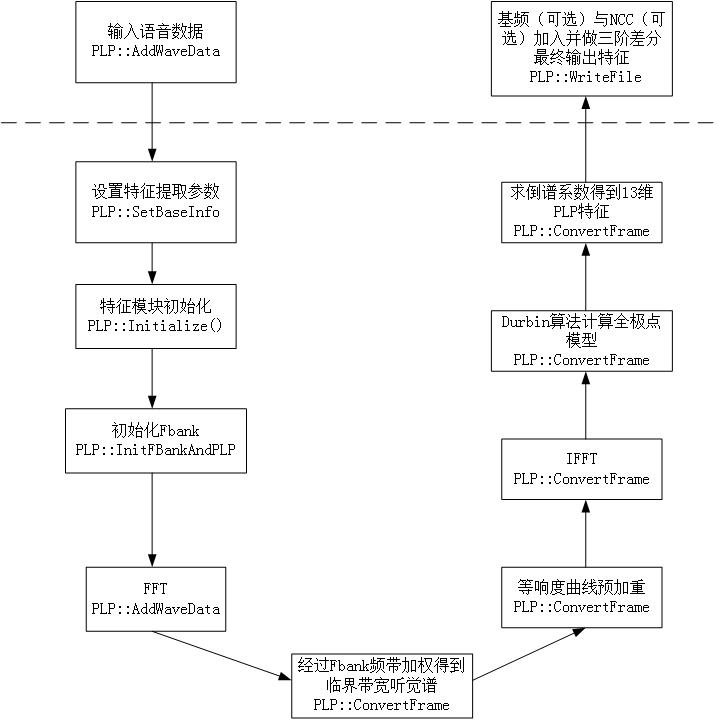 输入语音数据
PLP::AddWaveData
设置特征提取参数
PLP::SetBaseInfo
特征模块初始化
PLP::Initialize()
初始化Fbank
PLP::InitFBankAndPLP
FFT
PLP::AddWaveData
经过Fbank频带加权得到
临界带宽听觉谱
PLP::ConvertFrame
等响度曲线预加重
PLP::ConvertFrame
IFFT
PLP::ConvertFrame
Durbin算法计算全极点
模型
PLP::ConvertFrame
求倒谱系数得到13维
PLP特征
PLP::ConvertFrame
基频（可选）与NCC（可
选）加入并做三阶差分
最终输出特征
PLP::WriteFile